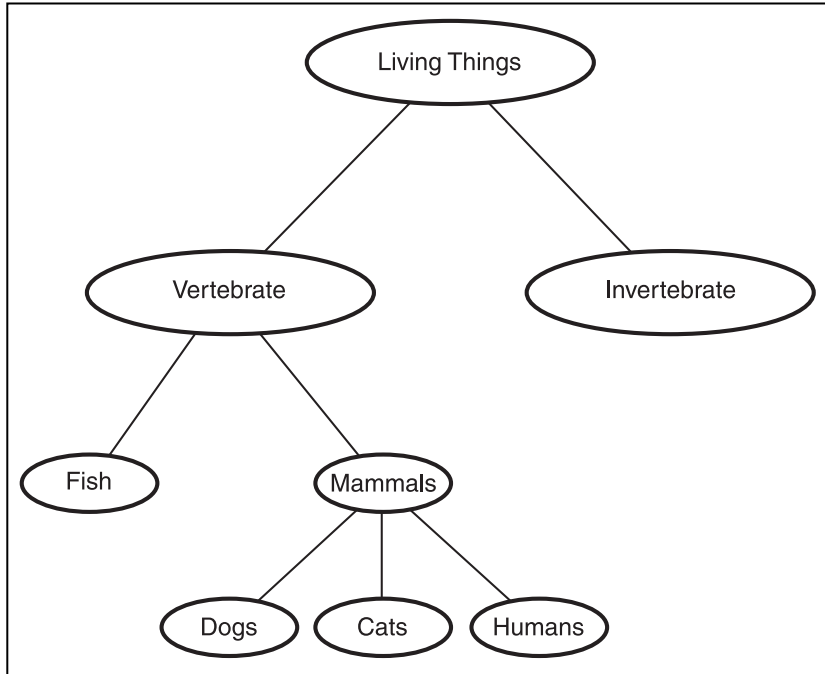 Living Things
Vertebrate
Invertebrate
Fish
Mammals
Dogs
Cats
Humans